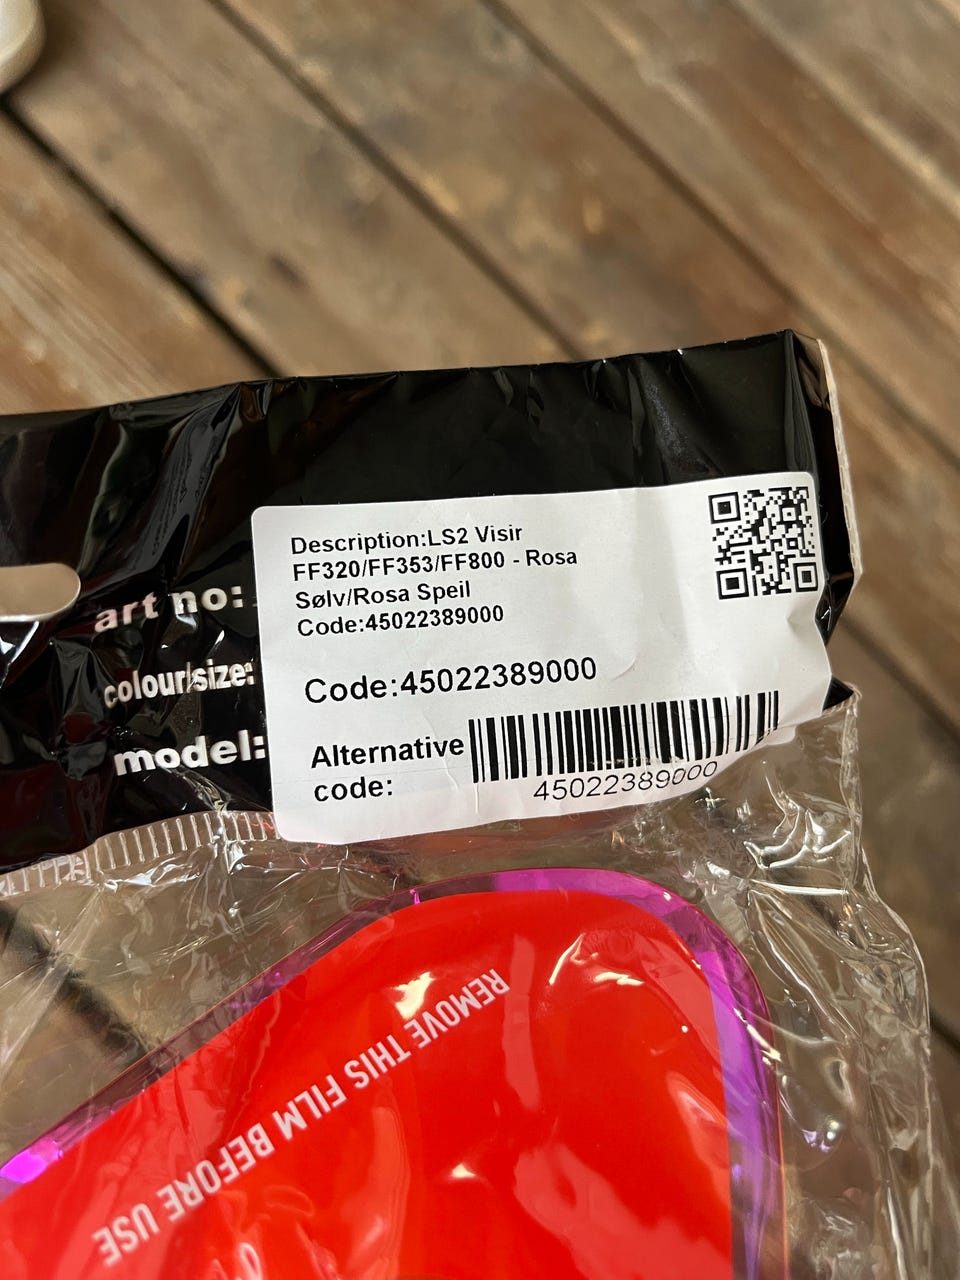 Description:LS2 Visir
FF320/FF353/FF800 - Rosa
Sølv/Rosa Speil
Code:45022389000
art no:
colour/size:
Code:45022389000
model:
Alternative
code:
45022389000
REMOVE THIS FILM BEFORE USE